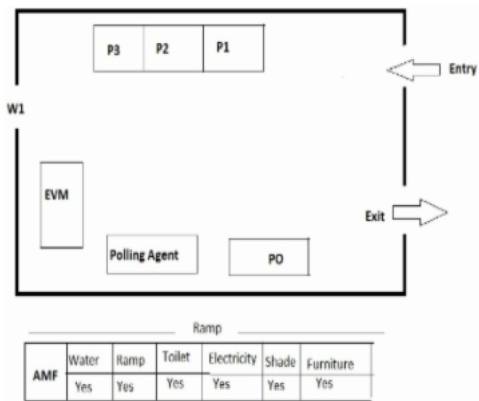 P3 P2 P1
Entry
W1
EVM
Exit
Polling Agent
PO
Ramp
AMF Water Ramp Toilet Electricity Shade Furniture
Yes Yes Yes Yes Yes Yes